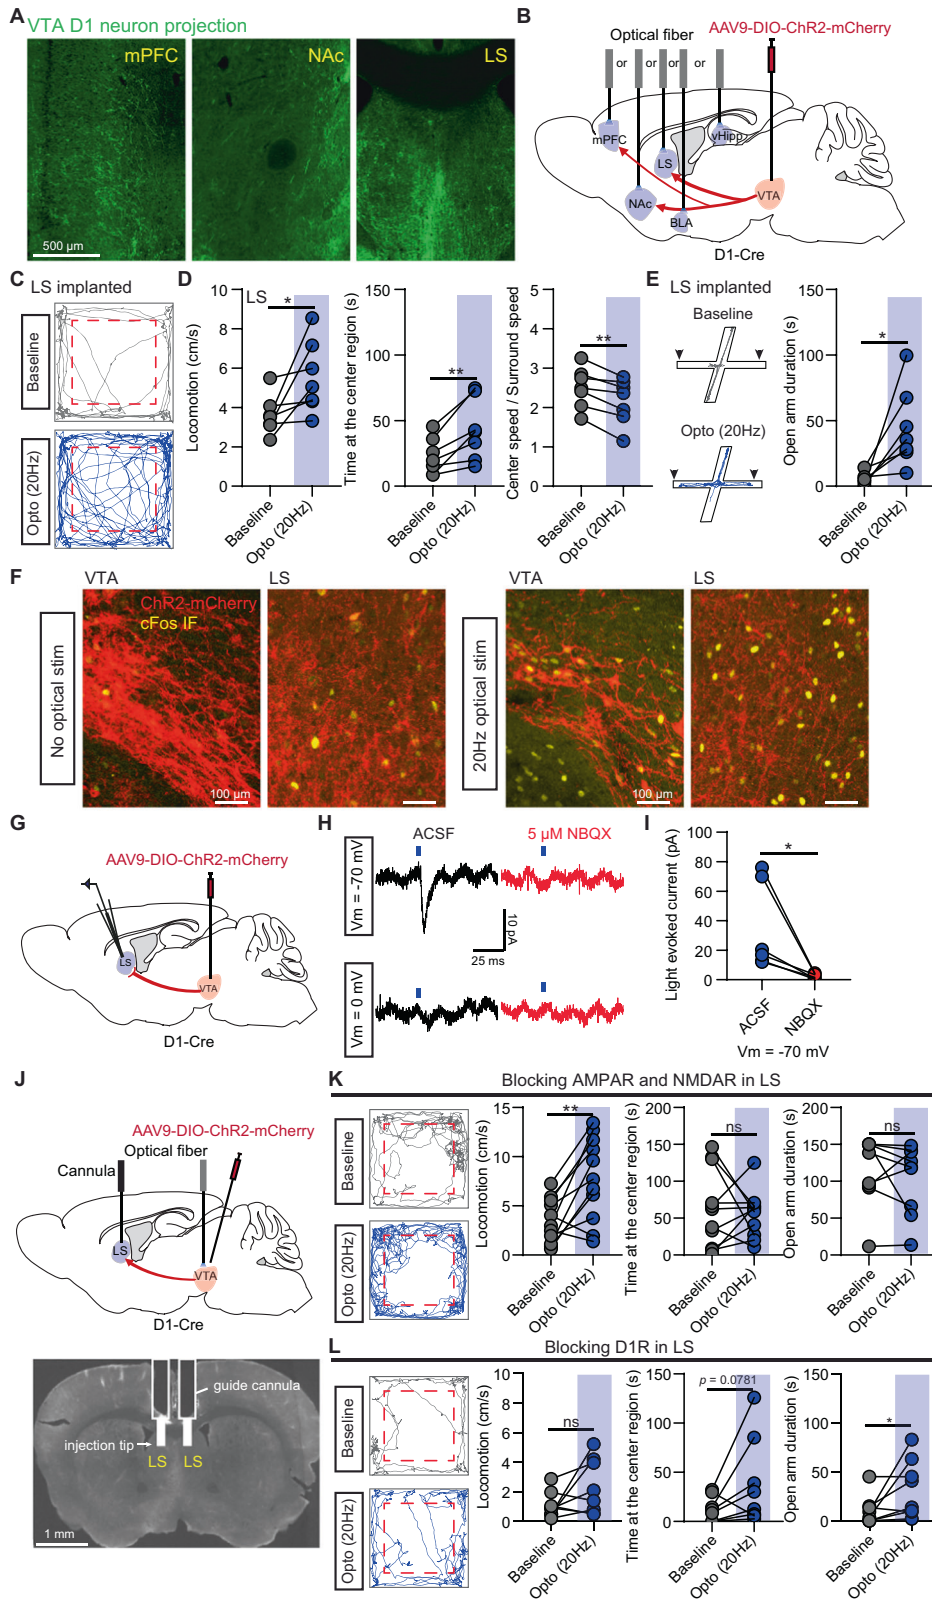 A
VTA D1 neuron projection
mPFC
NAc
LS
500 µm
B
AAV9-DIO-ChR2-mCherry
Optical fiber
or or or or
mPFC
vHipp
LS
NAc
BLA
VTA
D1-Cre
C
LS implanted
Baseline
Opto (20Hz)
D
LS
*
Locomotion (cm/s)
10
8
6
4
2
0
Baseline
Opto (20Hz)
**
Time at the center region (s)
150
100
50
0
Baseline
Opto (20Hz)
**
Center speed / Surround speed
5
4
3
2
1
0
Baseline
Opto (20Hz)
E
LS implanted
Baseline
Opto (20Hz)
*
Open arm duration (s)
150
100
50
0
Baseline
Opto (20Hz)
F
VTA
LS
VTA
LS
No optical stim
ChR2-mCherry
cFos IF
100 µm
20Hz optical stim
100 µm
G
AAV9-DIO-ChR2-mCherry
LS
VTA
D1-Cre
H
ACSF
5 µM NBQX
Vm = -70 mV
10 pA
25 ms
Vm = 0 mV
I
*
Light evoked current (pA)
100
80
60
40
20
0
ACSF
NBQX
Vm = -70 mV
J
AAV9-DIO-ChR2-mCherry
Optical fiber
Cannula
LS
VTA
D1-Cre
guide cannula
injection tip
LS
LS
1 mm
K
Blocking AMPAR and NMDAR in LS
Baseline
Opto (20Hz)
**
Locomotion (cm/s)
15
10
5
0
Baseline
Opto (20Hz)
ns
Time at the center region (s)
200
150
100
50
0
Baseline
Opto (20Hz)
ns
Open arm duration (s)
200
150
100
50
0
Baseline
Opto (20Hz)
L
Blocking D1R in LS
Baseline
Opto (20Hz)
ns
Locomotion (cm/s)
10
8
6
4
2
0
Baseline
Opto (20Hz)
p = 0.0781
Time at the center region (s)
150
100
50
0
Baseline
Opto (20Hz)
*
Open arm duration (s)
150
100
50
0
Baseline
Opto (20Hz)